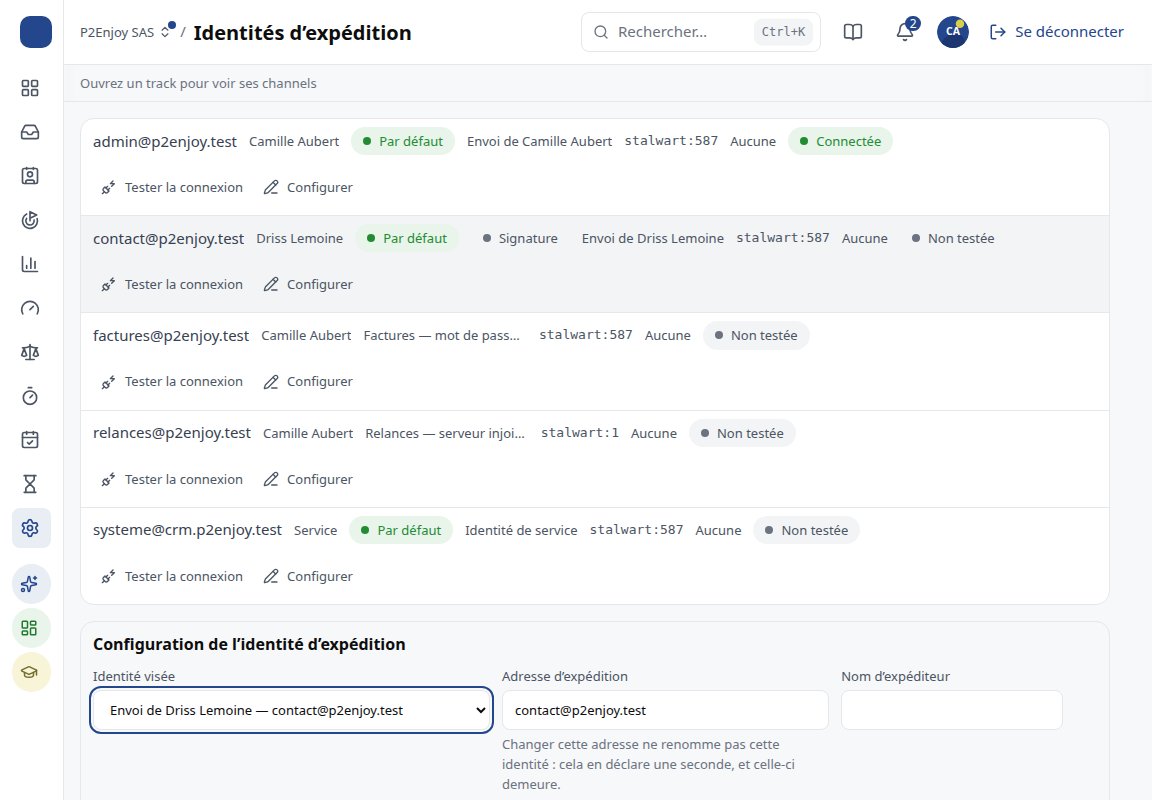 P2Enjoy SAS / Identités d’expédition Rechercher... Ctrl+K 2 CA Se déconnecter
Ouvrez un track pour voir ses channels
admin@p2enjoy.test Camille Aubert Par défaut Envoi de Camille Aubert stalwart:587 Aucune Connectée
Tester la connexion Configurer
contact@p2enjoy.test Driss Lemoine Par défaut Signature Envoi de Driss Lemoine stalwart:587 Aucune Non testée
Tester la connexion Configurer
factures@p2enjoy.test Camille Aubert Factures — mot de pass... stalwart:587 Aucune Non testée
Tester la connexion Configurer
relances@p2enjoy.test Camille Aubert Relances — serveur injoi... stalwart:1 Aucune Non testée
Tester la connexion Configurer
systeme@crm.p2enjoy.test Service Par défaut Identité de service stalwart:587 Aucune Non testée
Tester la connexion Configurer
Configuration de l’identité d’expédition
Identité visée Adresse d’expédition Nom d’expéditeur
Envoi de Driss Lemoine — contact@p2enjoy.test contact@p2enjoy.test
Changer cette adresse ne renomme pas cette
identité : cela en déclare une seconde, et celle-ci
demeure.